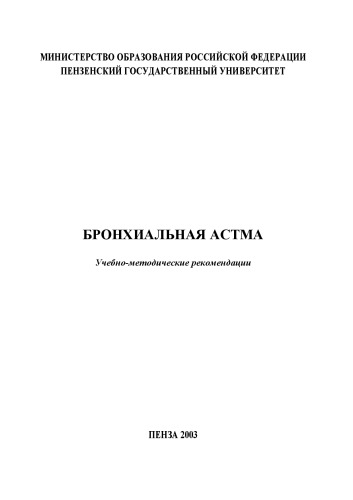 МИНИСТЕРСТВО ОБРАЗОВАНИЯ РОССИЙСКОЙ ФЕДЕРАЦИИ
ПЕНЗЕНСКИЙ ГОСУДАРСТВЕННЫЙ УНИВЕРСИТЕТ
БРОНХИАЛЬНАЯ АСТМА
Учебно-методические рекомендации
ПЕНЗА 2003